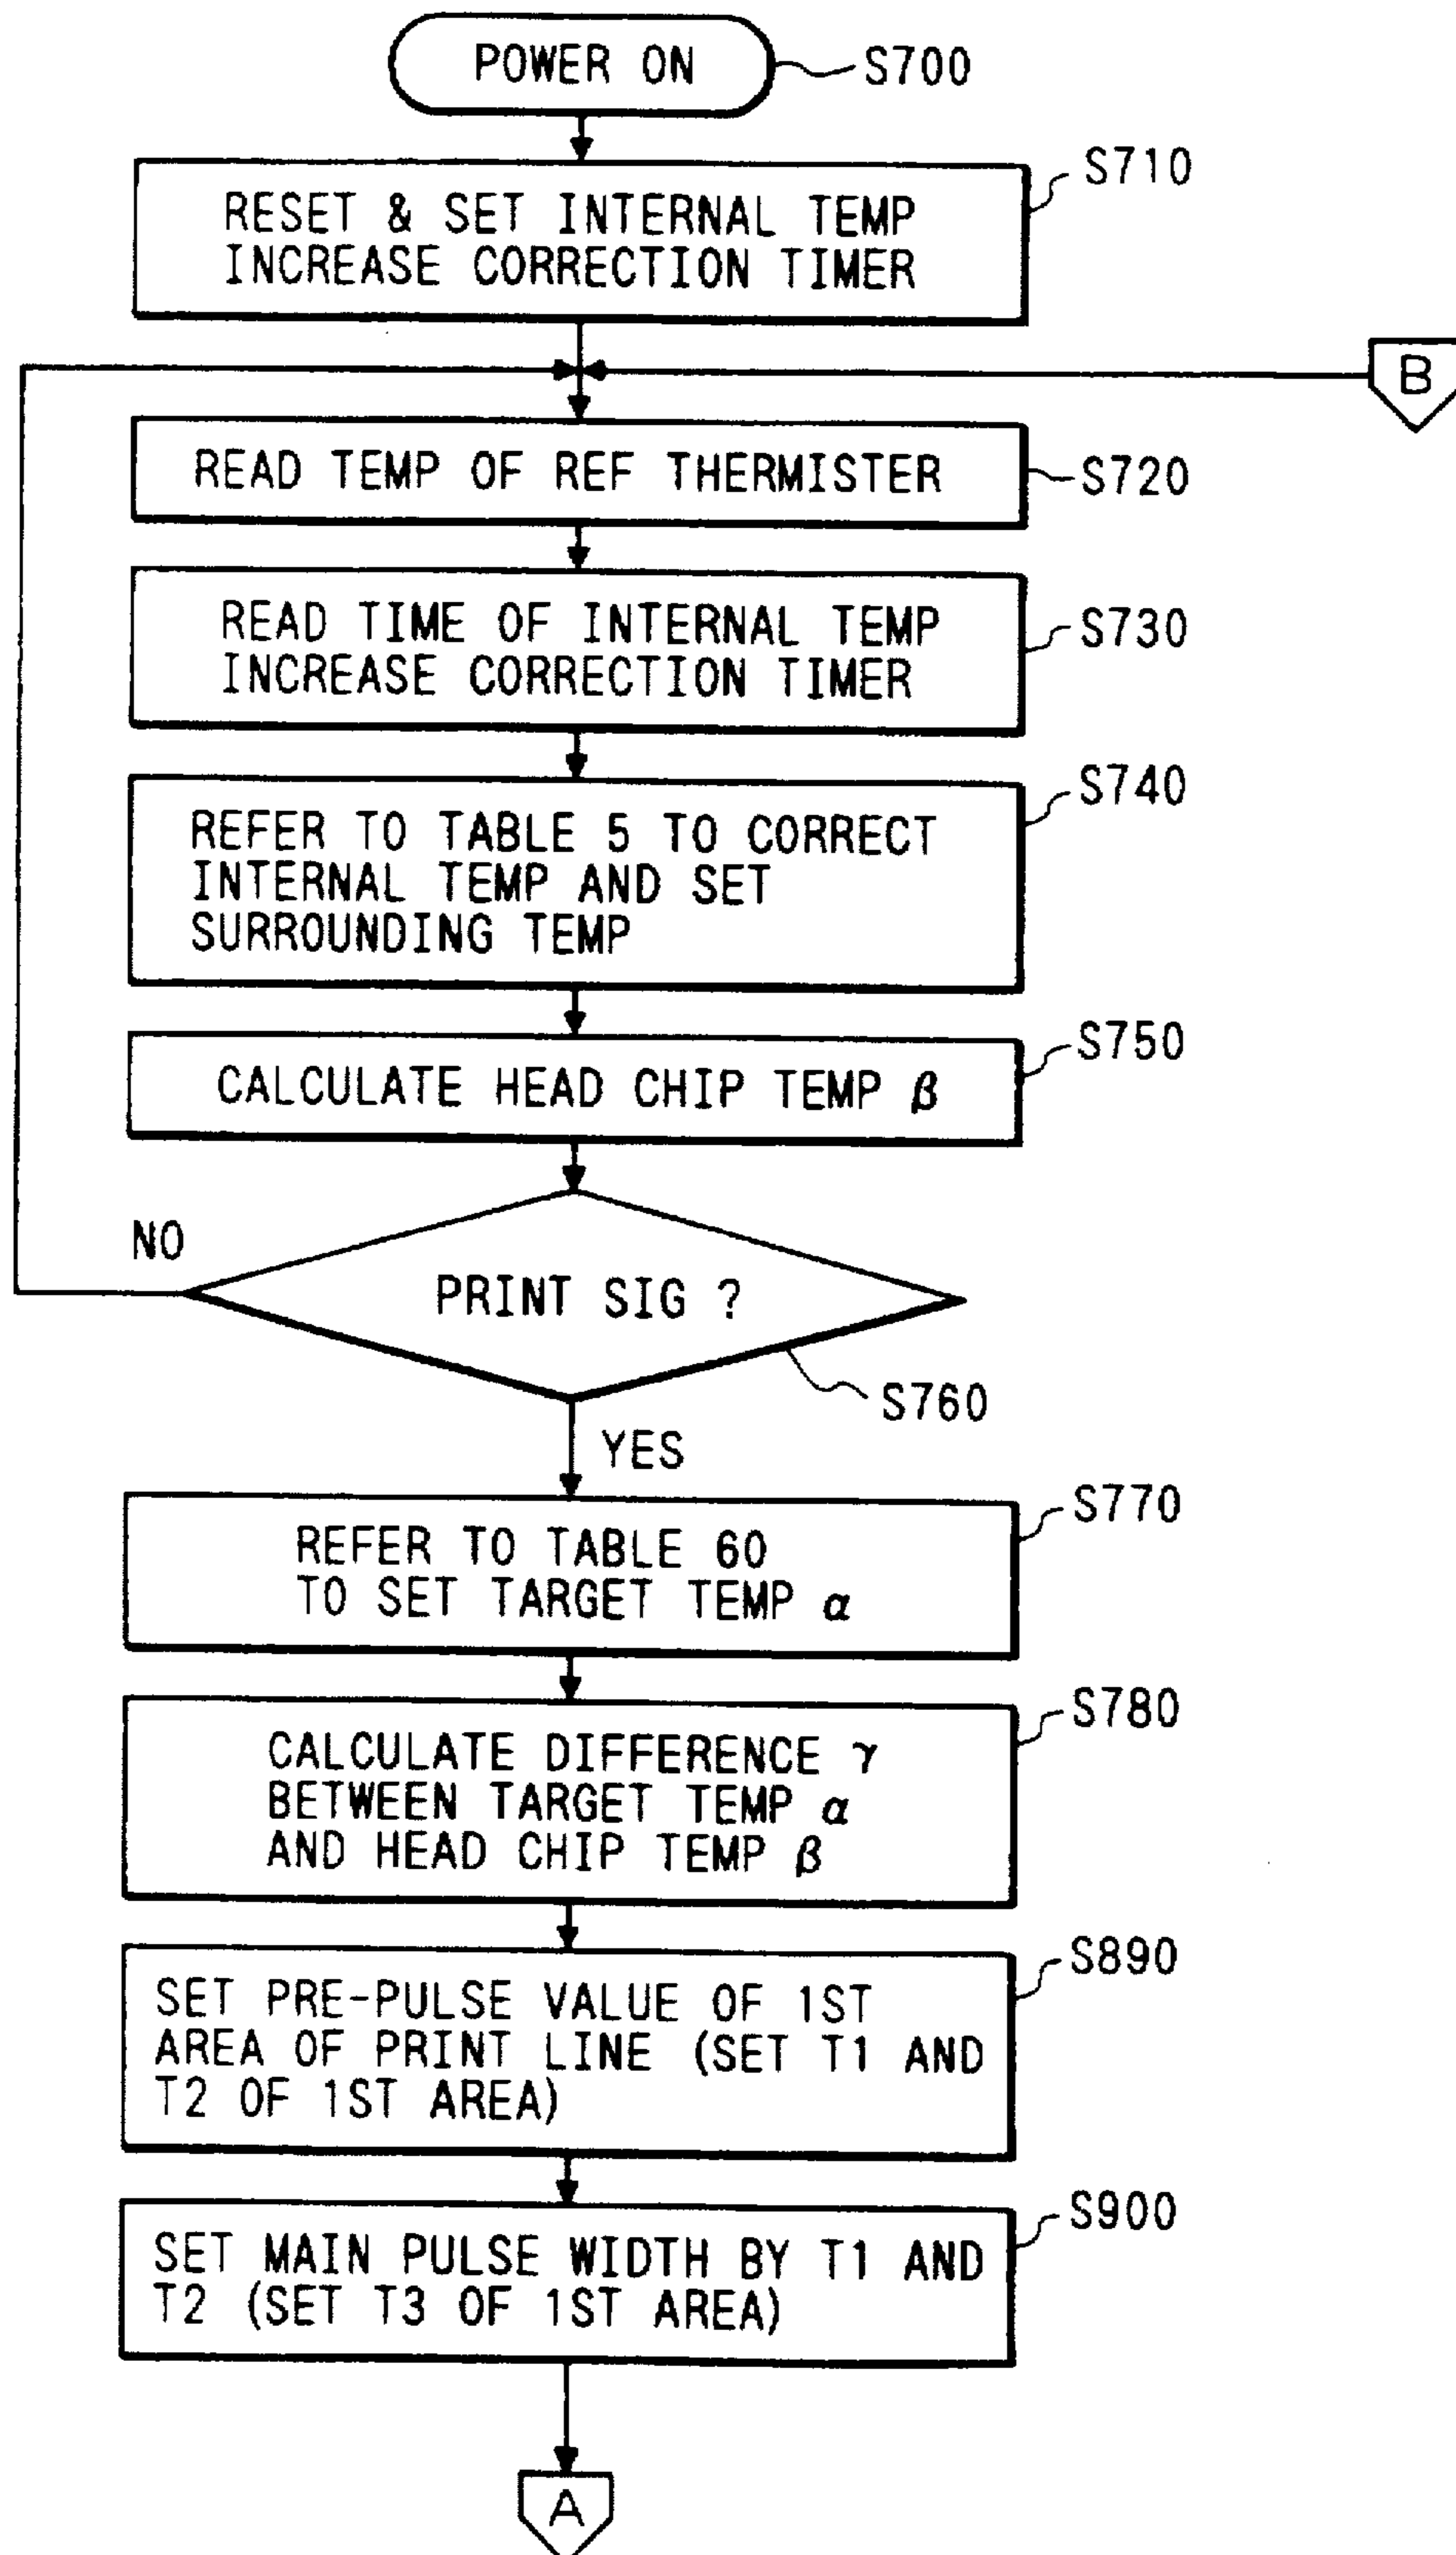 POWER ON
S700
RESET & SET INTERNAL TEMP
INCREASE CORRECTION TIMER
S710
B
READ TEMP OF REF THERMISTER
S720
READ TIME OF INTERNAL TEMP
INCREASE CORRECTION TIMER
S730
REFER TO TABLE 5 TO CORRECT
INTERNAL TEMP AND SET
SURROUNDING TEMP
S740
CALCULATE HEAD CHIP TEMP β
S750
NO
PRINT SIG ?
S760
YES
REFER TO TABLE 60
TO SET TARGET TEMP α
S770
CALCULATE DIFFERENCE γ
BETWEEN TARGET TEMP α
AND HEAD CHIP TEMP β
S780
SET PRE-PULSE VALUE OF 1ST
AREA OF PRINT LINE (SET T1 AND
T2 OF 1ST AREA)
S890
SET MAIN PULSE WIDTH BY T1 AND
T2 (SET T3 OF 1ST AREA)
S900
A